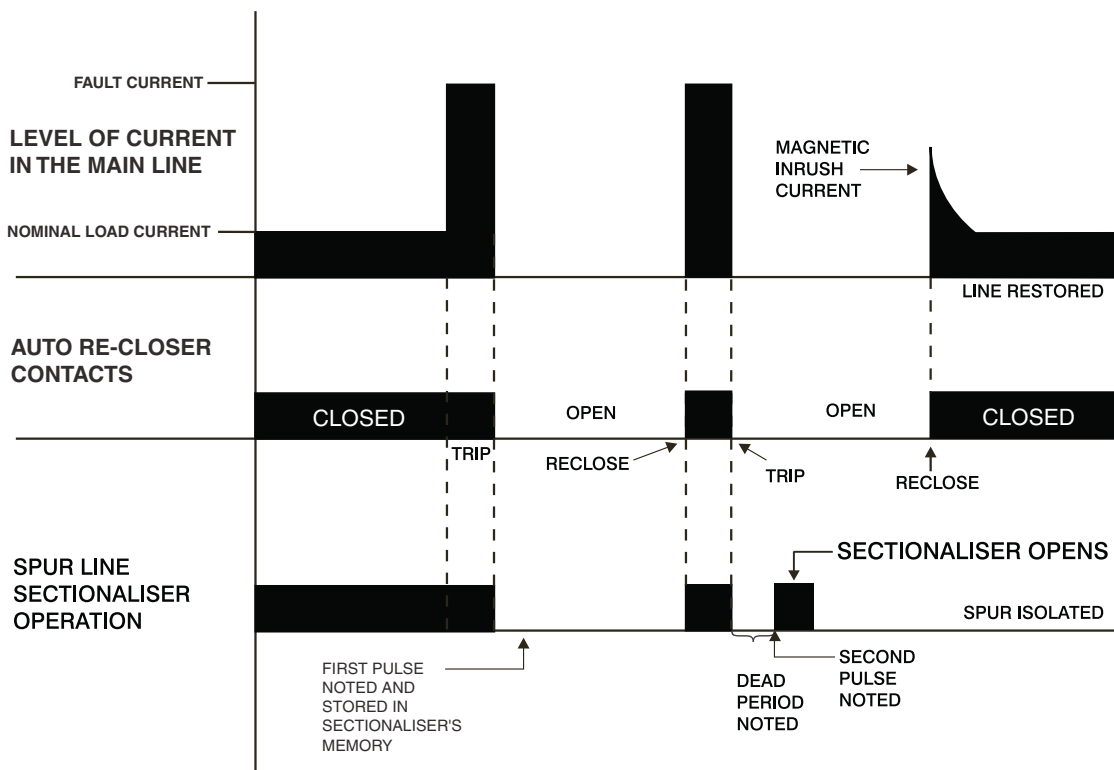 FAULT CURRENT
LEVEL OF CURRENT
IN THE MAIN LINE
NOMINAL LOAD CURRENT
MAGNETIC
INRUSH
CURRENT
LINE RESTORED
AUTO RE-CLOSER
CONTACTS
CLOSED
TRIP
OPEN
RECLOSE
TRIP
OPEN
CLOSED
RECLOSE
SPUR LINE
SECTIONALISER
OPERATION
SECTIONALISER OPENS
SPUR ISOLATED
FIRST PULSE
NOTED AND
STORED IN
SECTIONALISER'S
MEMORY
DEAD
PERIOD
NOTED
SECOND
PULSE
NOTED